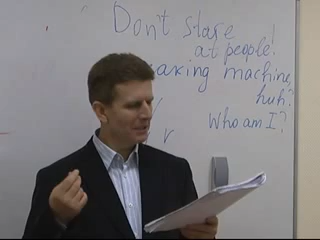 Don't stare
at people!
machine,
huh?
Who am I?